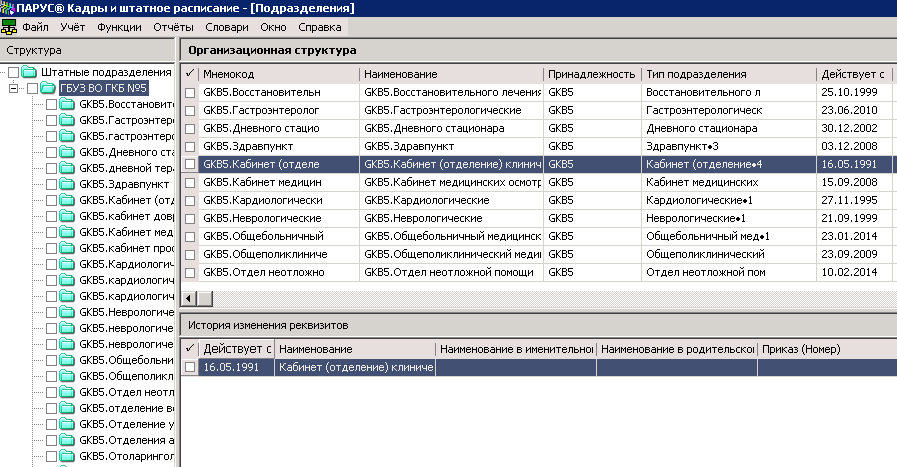 ПАРУС® Кадры и штатное расписание - [Подразделения]
Файл Учёт Функции Отчёты Словари Окно Справка
Структура
Штатные подразделения
ГБУЗ ВО ГКБ №5
GKB5.Восстановит
GKB5.Гастроэнтеро
GKB5.гастроэнтеро
GKB5.Дневного ста
GKB5.дневной тера
GKB5.Здравпункт
GKB5.Кабинет (отд
GKB5.кабинет дов
GKB5.Кабинет мед
GKB5.кабинет про
GKB5.Кардиологич
GKB5.кардиологич
GKB5.кардиологич
GKB5.Неврологиче
GKB5.неврологиче
GKB5.неврологиче
GKB5.Общебольни
GKB5.Общеполикл
GKB5.Отдел неотл
GKB5.отделение в
GKB5.Отделение у
GKB5.Отделения а
GKB5.Отоларингол
Организационная структура
Мнемокод Наименование Принадлежность Тип подразделения Действует с
GKB5.Восстановительн GKB5.Восстановительного лечения GKB5 Восстановительного л 25.10.1999
GKB5.Гастроэнтеролог GKB5.Гастроэнтерологические GKB5 Гастроэнтерологическ 23.06.2010
GKB5.Дневного стацио GKB5.Дневного стационара GKB5 Дневного стационара 30.12.2002
GKB5.Здравпункт GKB5.Здравпункт GKB5 Здравпункт•3 03.12.2008
GKB5.Кабинет (отделе GKB5.Кабинет (отделение) клинич GKB5 Кабинет (отделение•4 16.05.1991
GKB5.Кабинет медицин GKB5.Кабинет медицинских осмотр GKB5 Кабинет медицинских 15.09.2008
GKB5.Кардиологически GKB5.Кардиологические GKB5 Кардиологические•1 27.11.1995
GKB5.Неврологические GKB5.Неврологические GKB5 Неврологические•1 21.09.1999
GKB5.Общебольничный GKB5.Общебольничный медицинск GKB5 Общебольничный мед•1 23.01.2014
GKB5.Общеполиклиниче GKB5.Общеполиклинический меди GKB5 Общеполиклинический 23.09.2009
GKB5.Отдел неотложно GKB5.Отдел неотложной помощи GKB5 Отдел неотложной пом 10.02.2014
История изменения реквизитов
Действует с Наименование Наименование в именительно Наименование в родительско Приказ (Номер)
16.05.1991 Кабинет (отделение) клиниче